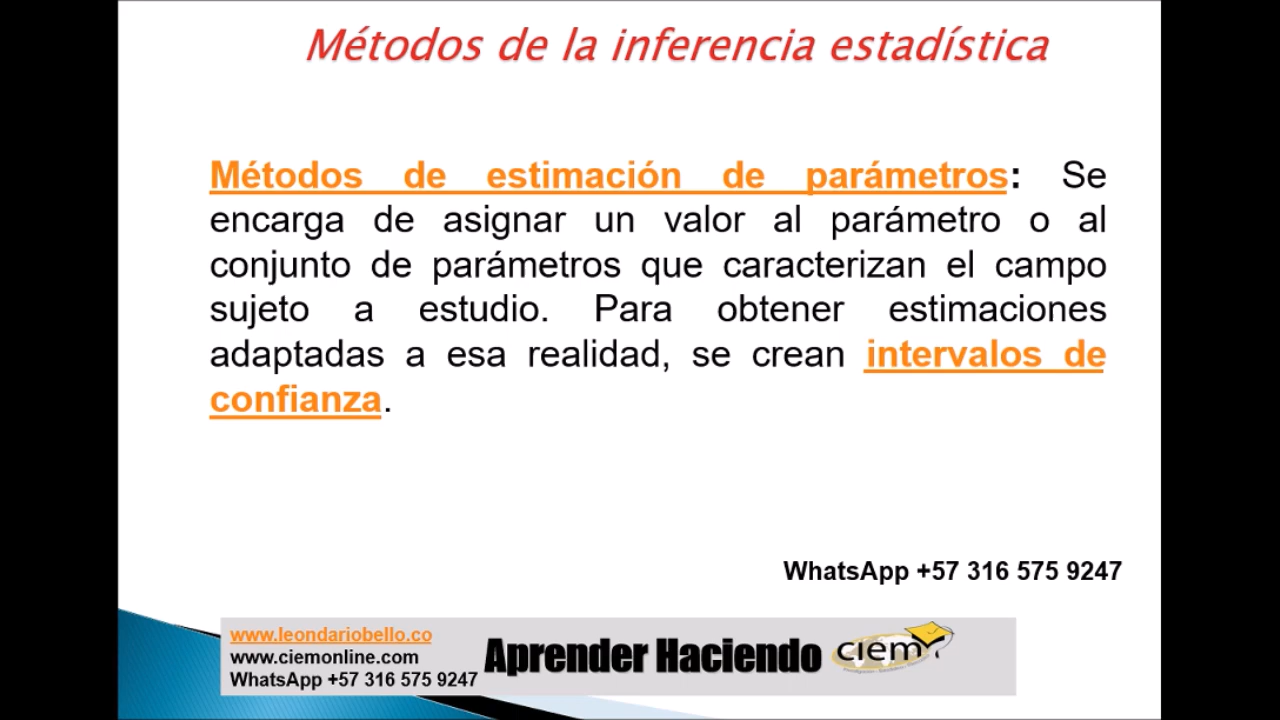 Métodos de la inferencia estadística
Métodos de estimación de parámetros: Se
encarga de asignar un valor al parámetro o al
conjunto de parámetros que caracterizan el campo
sujeto a estudio. Para obtener estimaciones
adaptadas a esa realidad, se crean intervalos de
confianza.
WhatsApp +57 316 575 9247
www.leondariobello.co
www.ciemonline.com
WhatsApp +57 316 575 9247
Aprender Haciendo
ciem